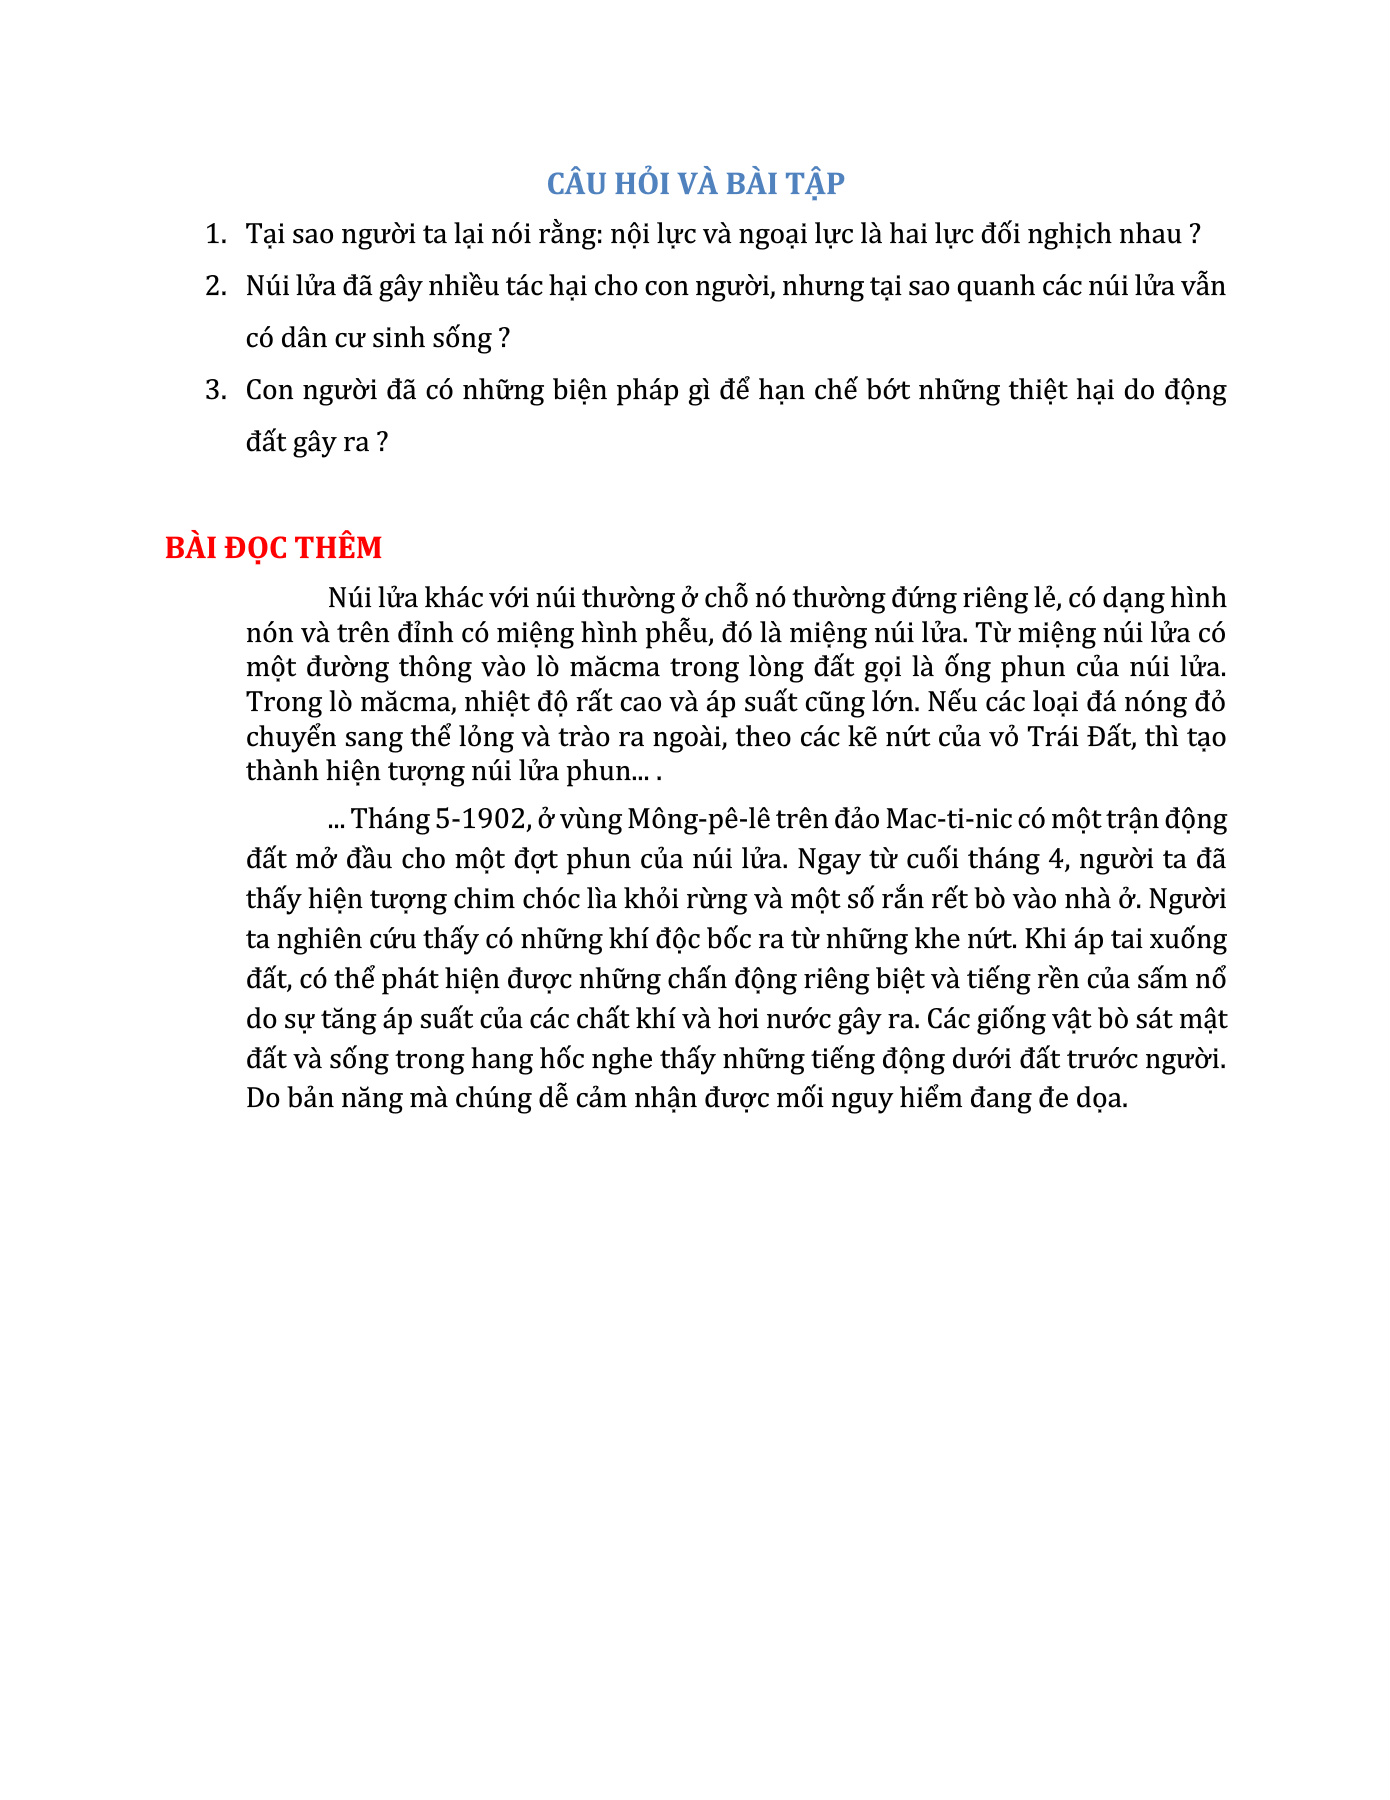 CÂU HỎI VÀ BÀI TẬP
1. Tại sao người ta lại nói rằng: nội lực và ngoại lực là hai lực đối nghịch nhau ?
2. Núi lửa đã gây nhiều tác hại cho con người, nhưng tại sao quanh các núi lửa vẫn
có dân cư sinh sống ?
3. Con người đã có những biện pháp gì để hạn chế bớt những thiệt hại do động
đất gây ra ?
BÀI ĐỌC THÊM
Núi lửa khác với núi thường ở chỗ nó thường đứng riêng lẻ, có dạng hình
nón và trên đỉnh có miệng hình phễu, đó là miệng núi lửa. Từ miệng núi lửa có
một đường thông vào lò măcma trong lòng đất gọi là ống phun của núi lửa.
Trong lò măcma, nhiệt độ rất cao và áp suất cũng lớn. Nếu các loại đá nóng đỏ
chuyển sang thể lỏng và trào ra ngoài, theo các kẽ nứt của vỏ Trái Đất, thì tạo
thành hiện tượng núi lửa phun... .
... Tháng 5-1902, ở vùng Mông-pê-lê trên đảo Mac-ti-nic có một trận động
đất mở đầu cho một đợt phun của núi lửa. Ngay từ cuối tháng 4, người ta đã
thấy hiện tượng chim chóc lìa khỏi rừng và một số rắn rết bò vào nhà ở. Người
ta nghiên cứu thấy có những khí độc bốc ra từ những khe nứt. Khi áp tai xuống
đất, có thể phát hiện được những chấn động riêng biệt và tiếng rền của sấm nổ
do sự tăng áp suất của các chất khí và hơi nước gây ra. Các giống vật bò sát mật
đất và sống trong hang hốc nghe thấy những tiếng động dưới đất trước người.
Do bản năng mà chúng dễ cảm nhận được mối nguy hiểm đang đe dọa.